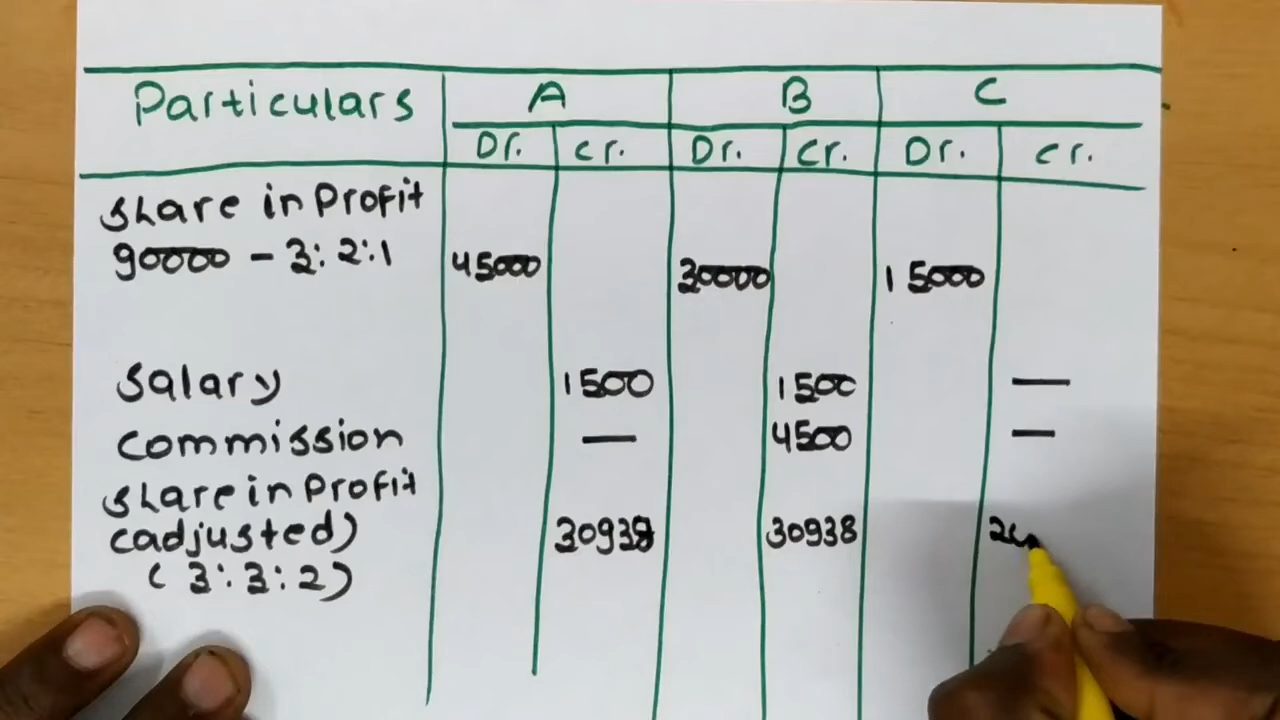 Particulars A B C
Dr. Cr. Dr. Cr. Dr. Cr.
Share in Profit
90000 - 3:2:1 45000 30000 15000
Salary 1500 1500 —
Commission — 4500 —
Share in Profit
(adjusted) 30938 30938
(3:3:2)